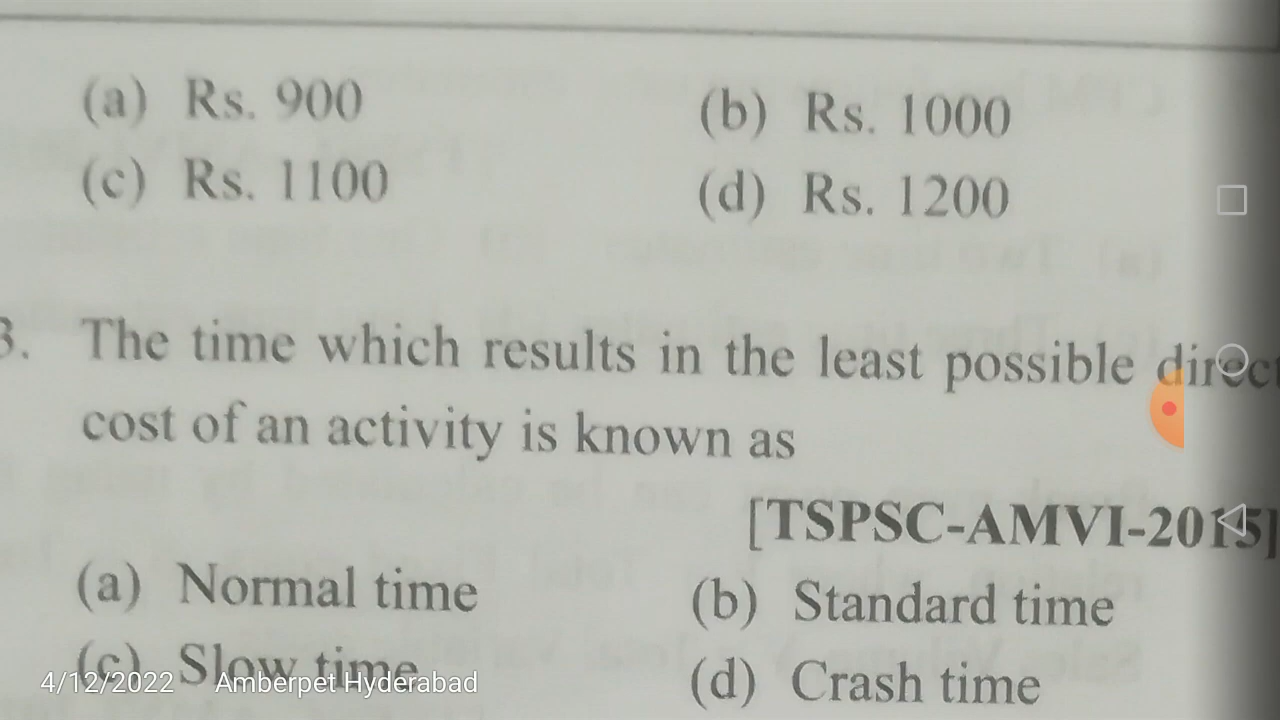 (a) Rs. 900 (b) Rs. 1000
(c) Rs. 1100 (d) Rs. 1200
3. The time which results in the least possible direct
cost of an activity is known as
[TSPSC-AMVI-2015]
(a) Normal time (b) Standard time
(c) Slow time (d) Crash time
4/12/2022 Amberpet Hyderabad